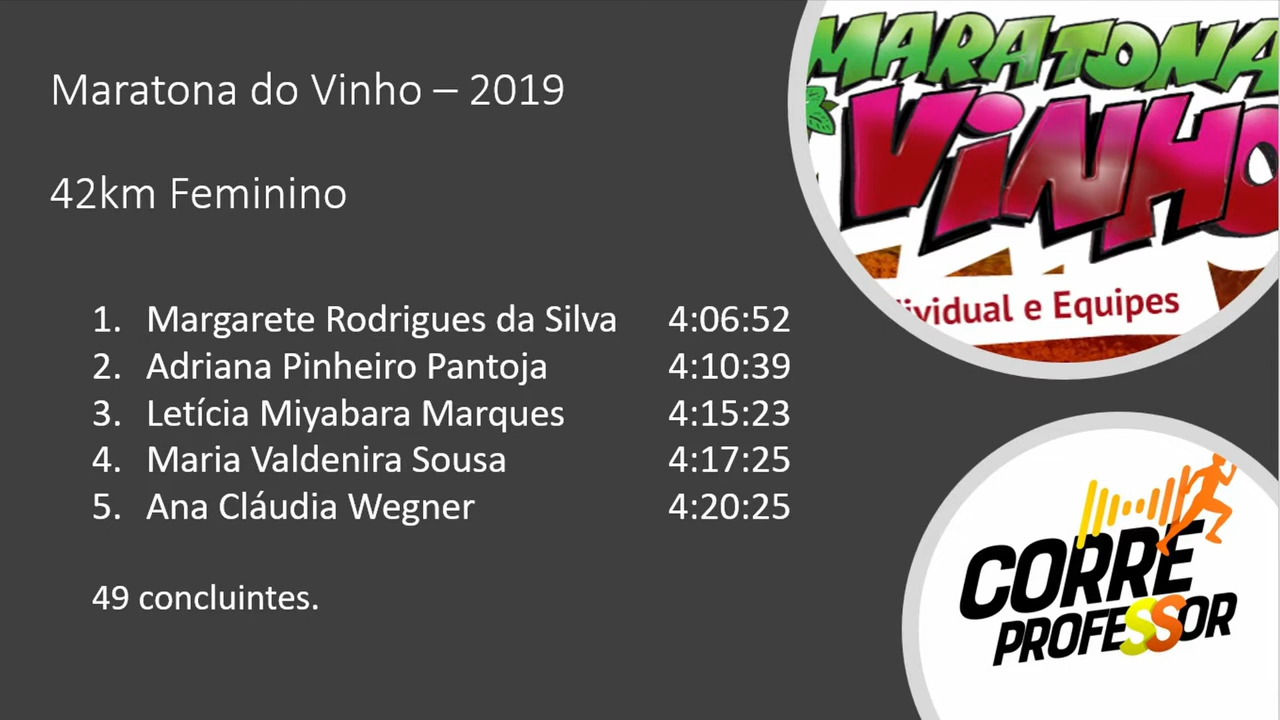 Maratona do Vinho – 2019
42km Feminino
1. Margarete Rodrigues da Silva 4:06:52
2. Adriana Pinheiro Pantoja 4:10:39
3. Letícia Miyabara Marques 4:15:23
4. Maria Valdenira Sousa 4:17:25
5. Ana Cláudia Wegner 4:20:25
49 concluintes.
MARATONA
VINHO
ividual e Equipes
CORRE
PROFESSOR